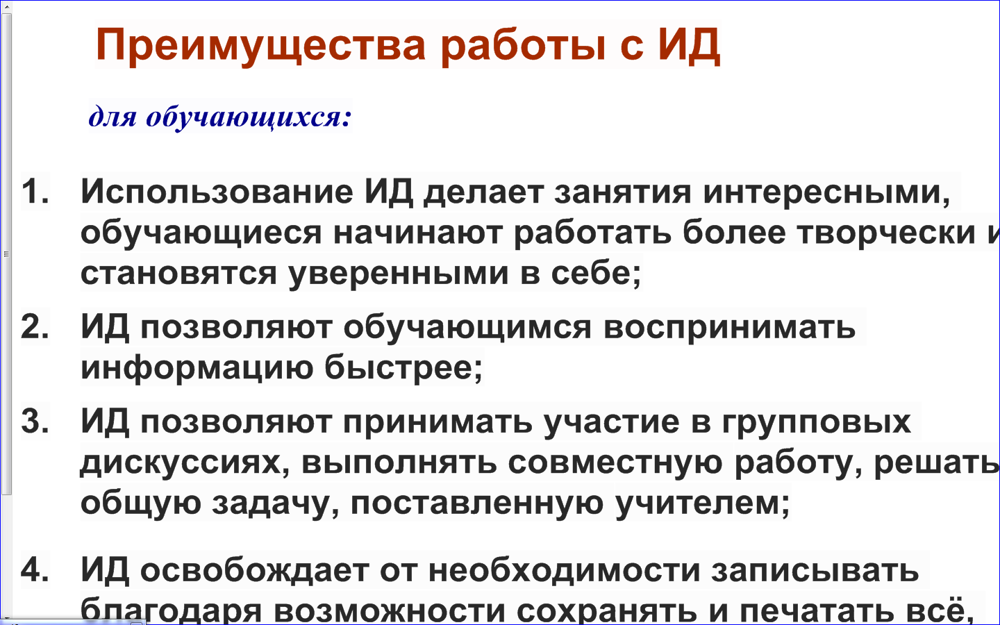 Преимущества работы с ИД
для обучающихся:
1. Использование ИД делает занятия интересными,
обучающиеся начинают работать более творчески и
становятся уверенными в себе;
2. ИД позволяют обучающимся воспринимать
информацию быстрее;
3. ИД позволяют принимать участие в групповых
дискуссиях, выполнять совместную работу, решать
общую задачу, поставленную учителем;
4. ИД освобождает от необходимости записывать
благодаря возможности сохранять и печатать всё,